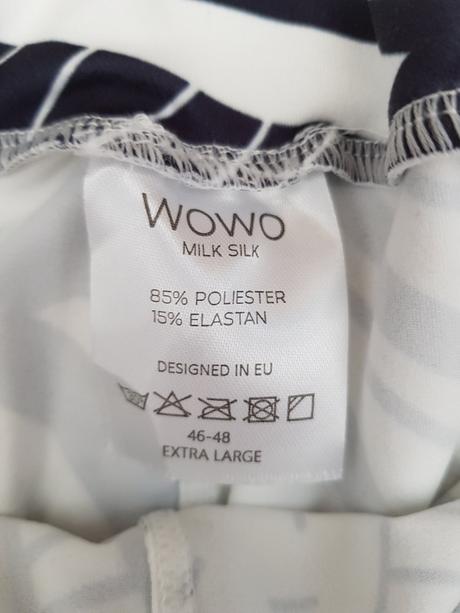 WOWO
MILK SILK
85% POLIESTER
15% ELASTAN
DESIGNED IN EU
46-48
EXTRA LARGE